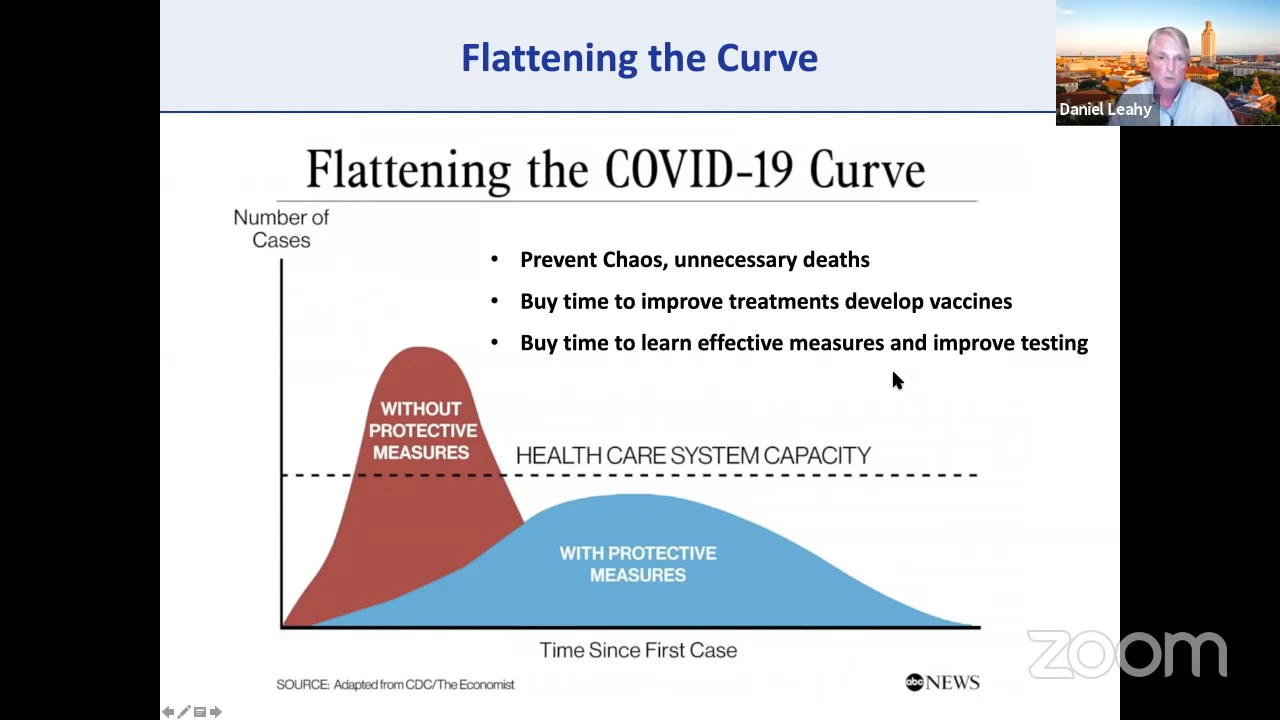 Flattening the Curve
Daniel Leahy
Flattening the COVID-19 Curve
Number of
Cases
• Prevent Chaos, unnecessary deaths
• Buy time to improve treatments develop vaccines
• Buy time to learn effective measures and improve testing
WITHOUT
PROTECTIVE
MEASURES
HEALTH CARE SYSTEM CAPACITY
WITH PROTECTIVE
MEASURES
Time Since First Case
SOURCE: Adapted from CDC/The Economist
abc NEWS
zoom